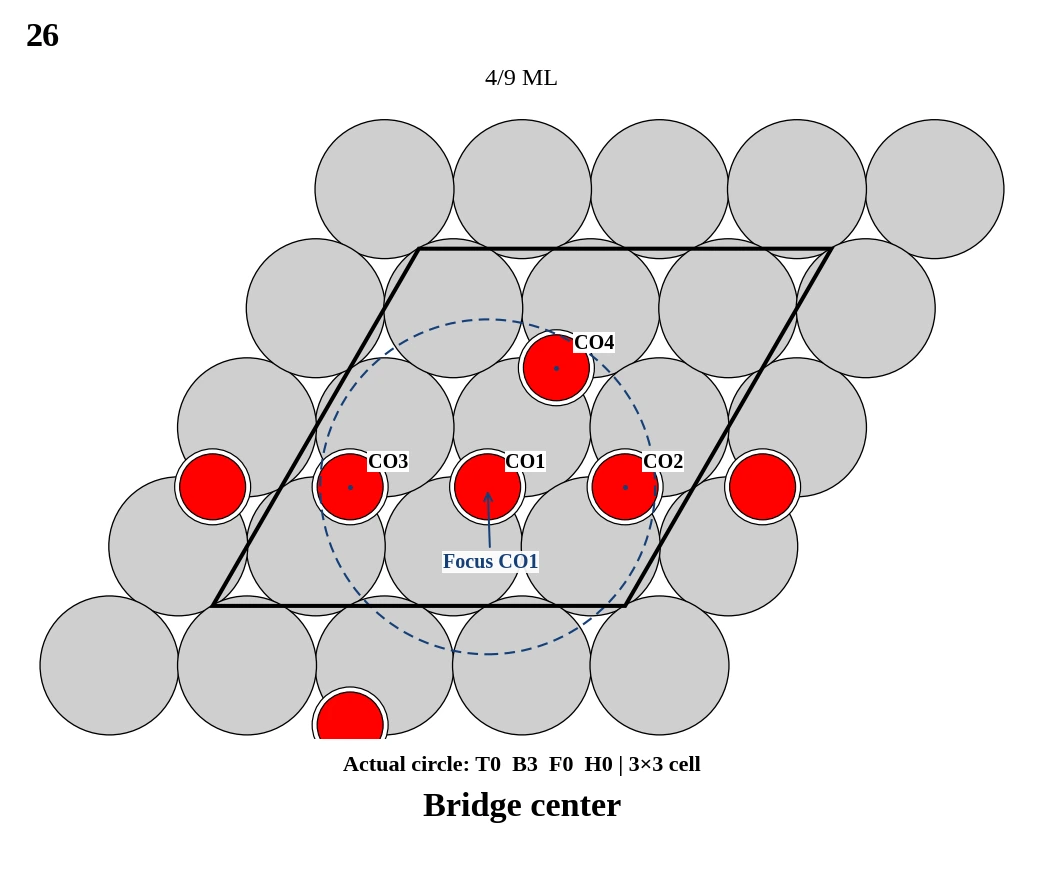 26
4/9 ML
CO4
CO3
CO1
CO2
Focus CO1
Actual circle: T0  B3  F0  H0 | 3×3 cell
Bridge center